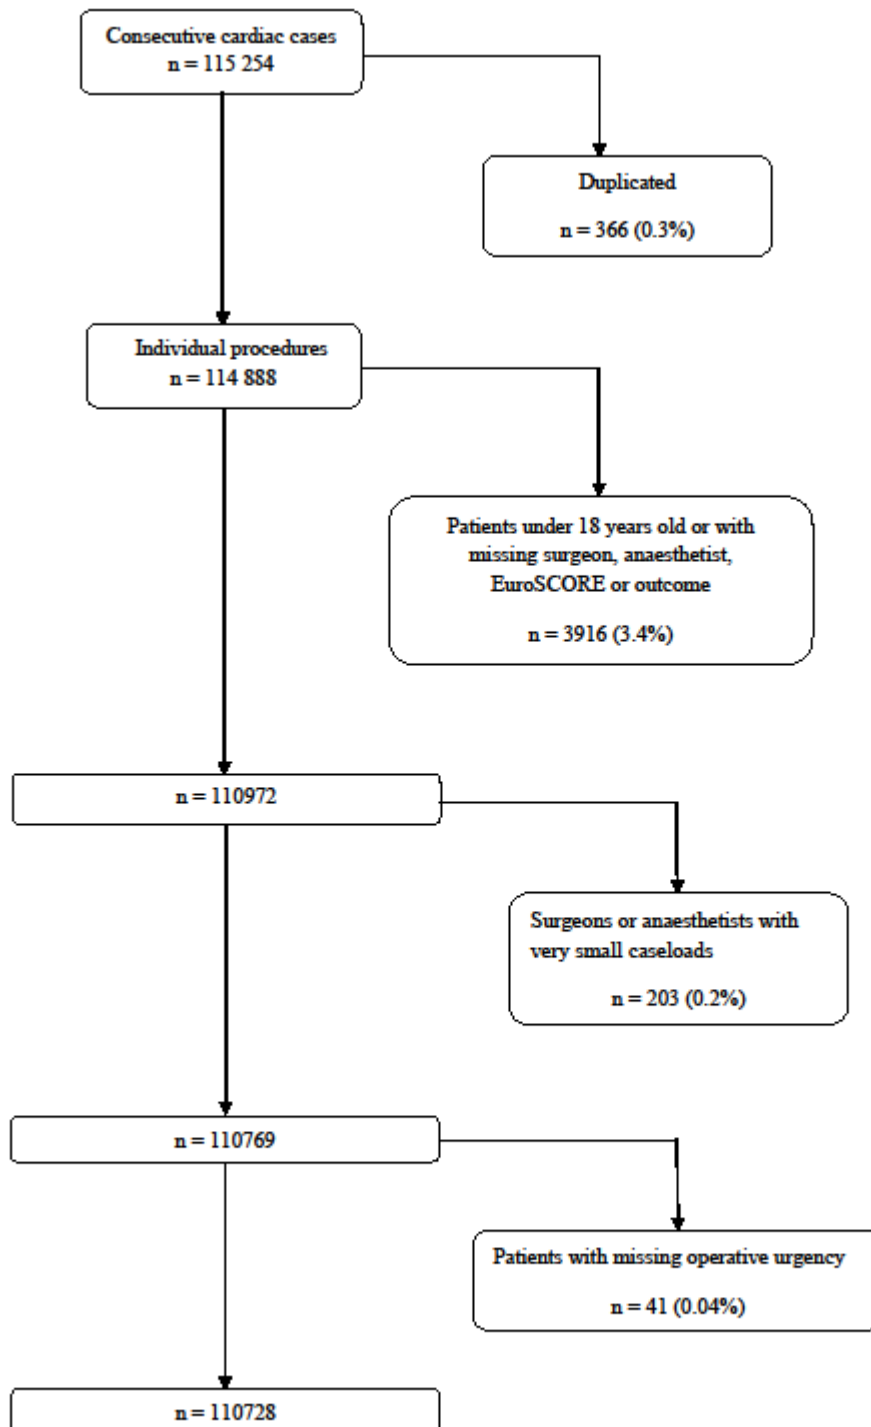 Consecutive cardiac cases
n = 115 254
Duplicated
n = 366 (0.3%)
Individual procedures
n = 114 888
Patients under 18 years old or with
missing surgeon, anaesthetist,
EuroSCORE or outcome
n = 3916 (3.4%)
n = 110972
Surgeons or anaesthetists with
very small caseloads
n = 203 (0.2%)
n = 110769
Patients with missing operative urgency
n = 41 (0.04%)
n = 110728